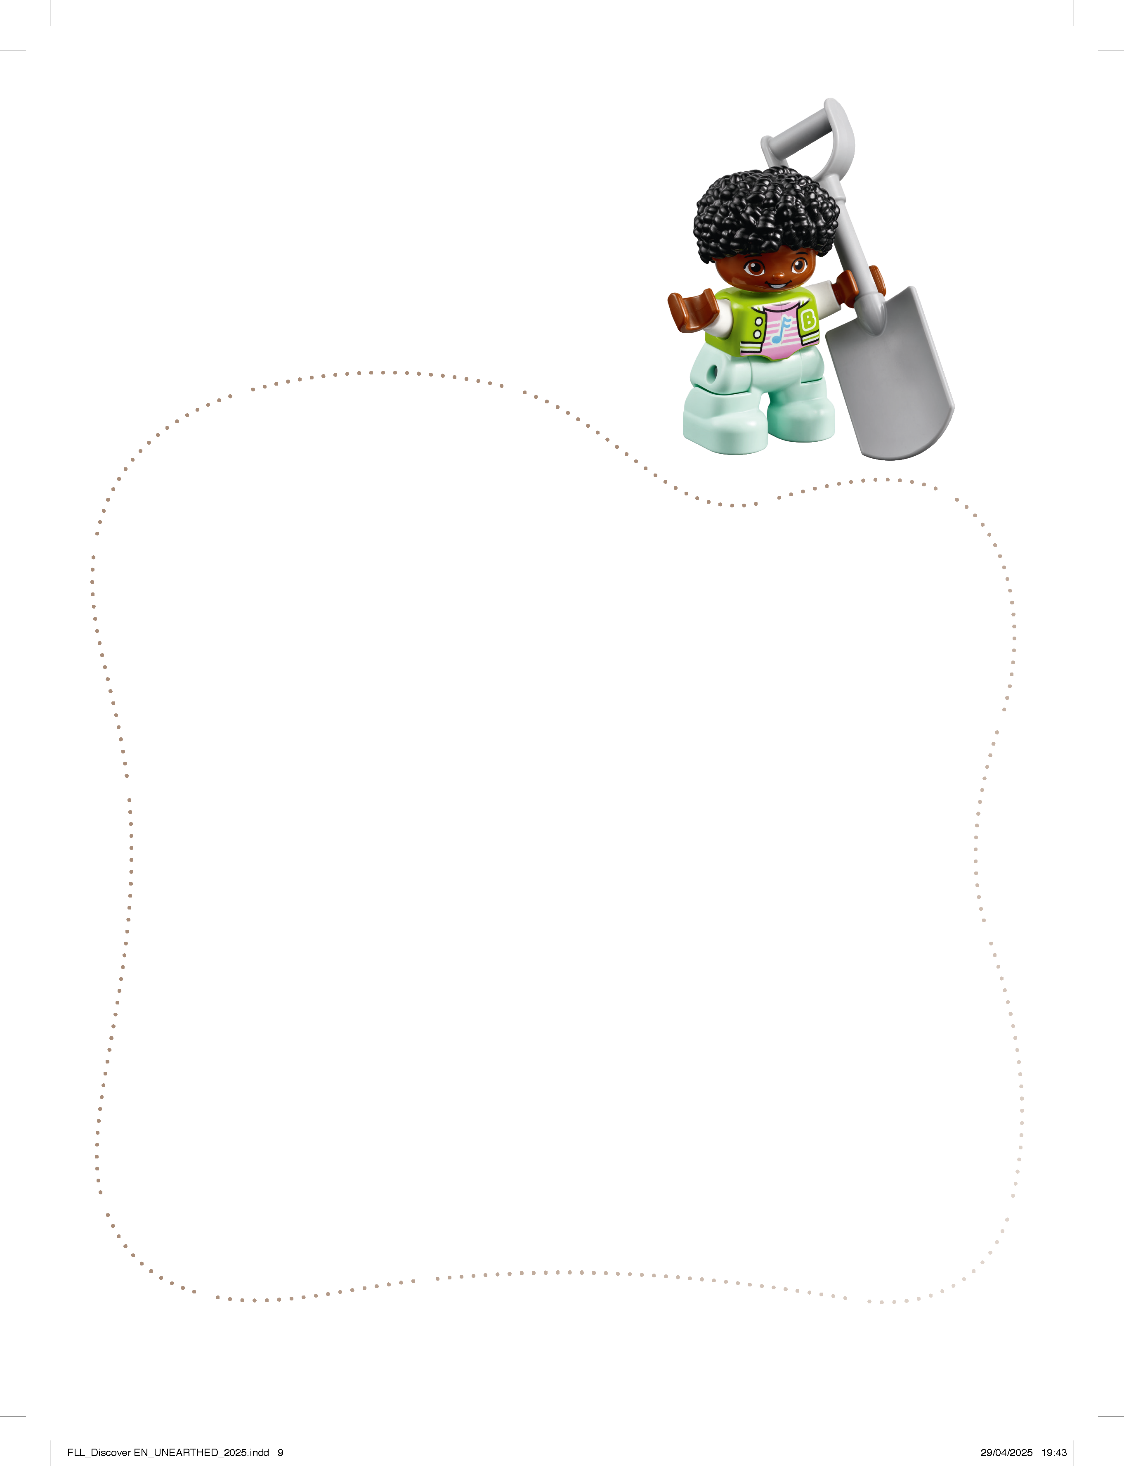 B
FLL_Discover EN_UNEARTHED_2025.indd 9
29/04/2025 19:43